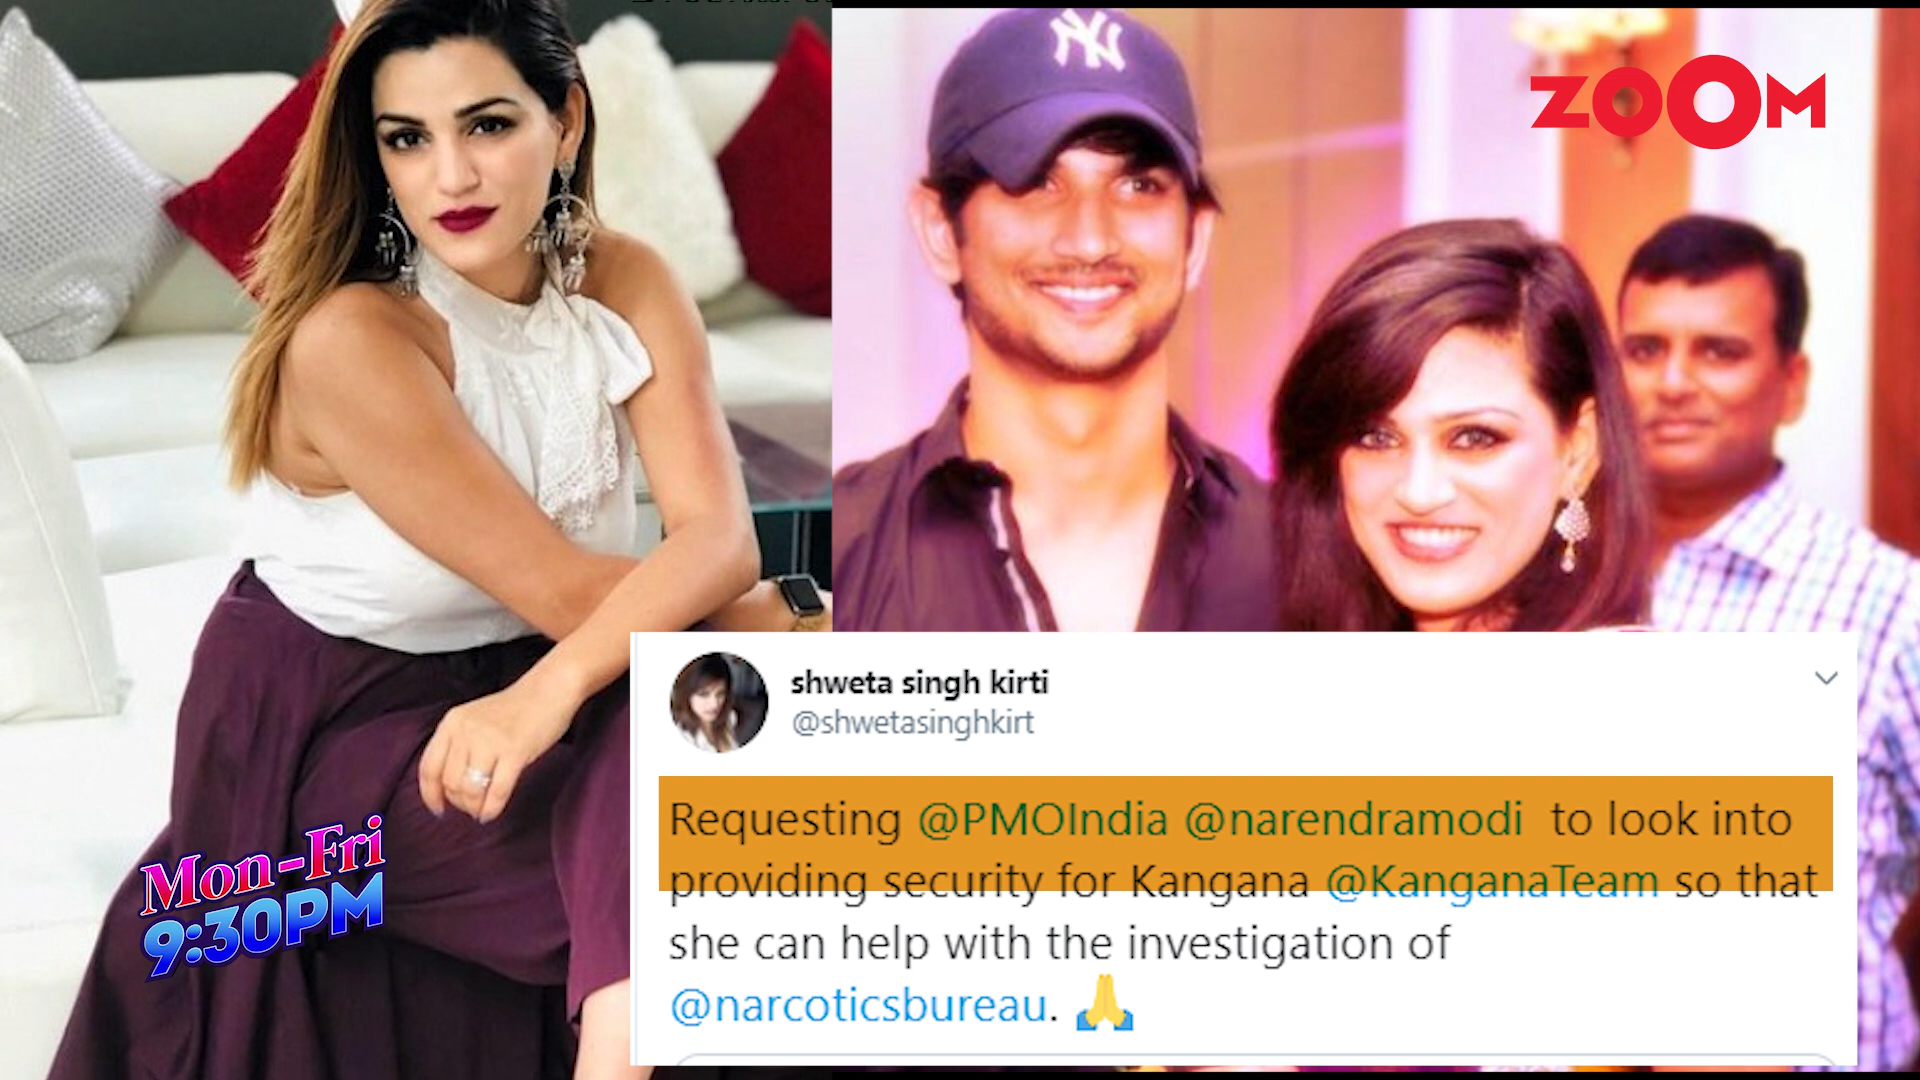 NY
ZOOM
shweta singh kirti
@shwetasinghkirt
Requesting @PMOIndia @narendramodi to look into
providing security for Kangana @KanganaTeam so that
she can help with the investigation of
@narcoticsbureau. 🙏
Mon-Fri
9:30PM